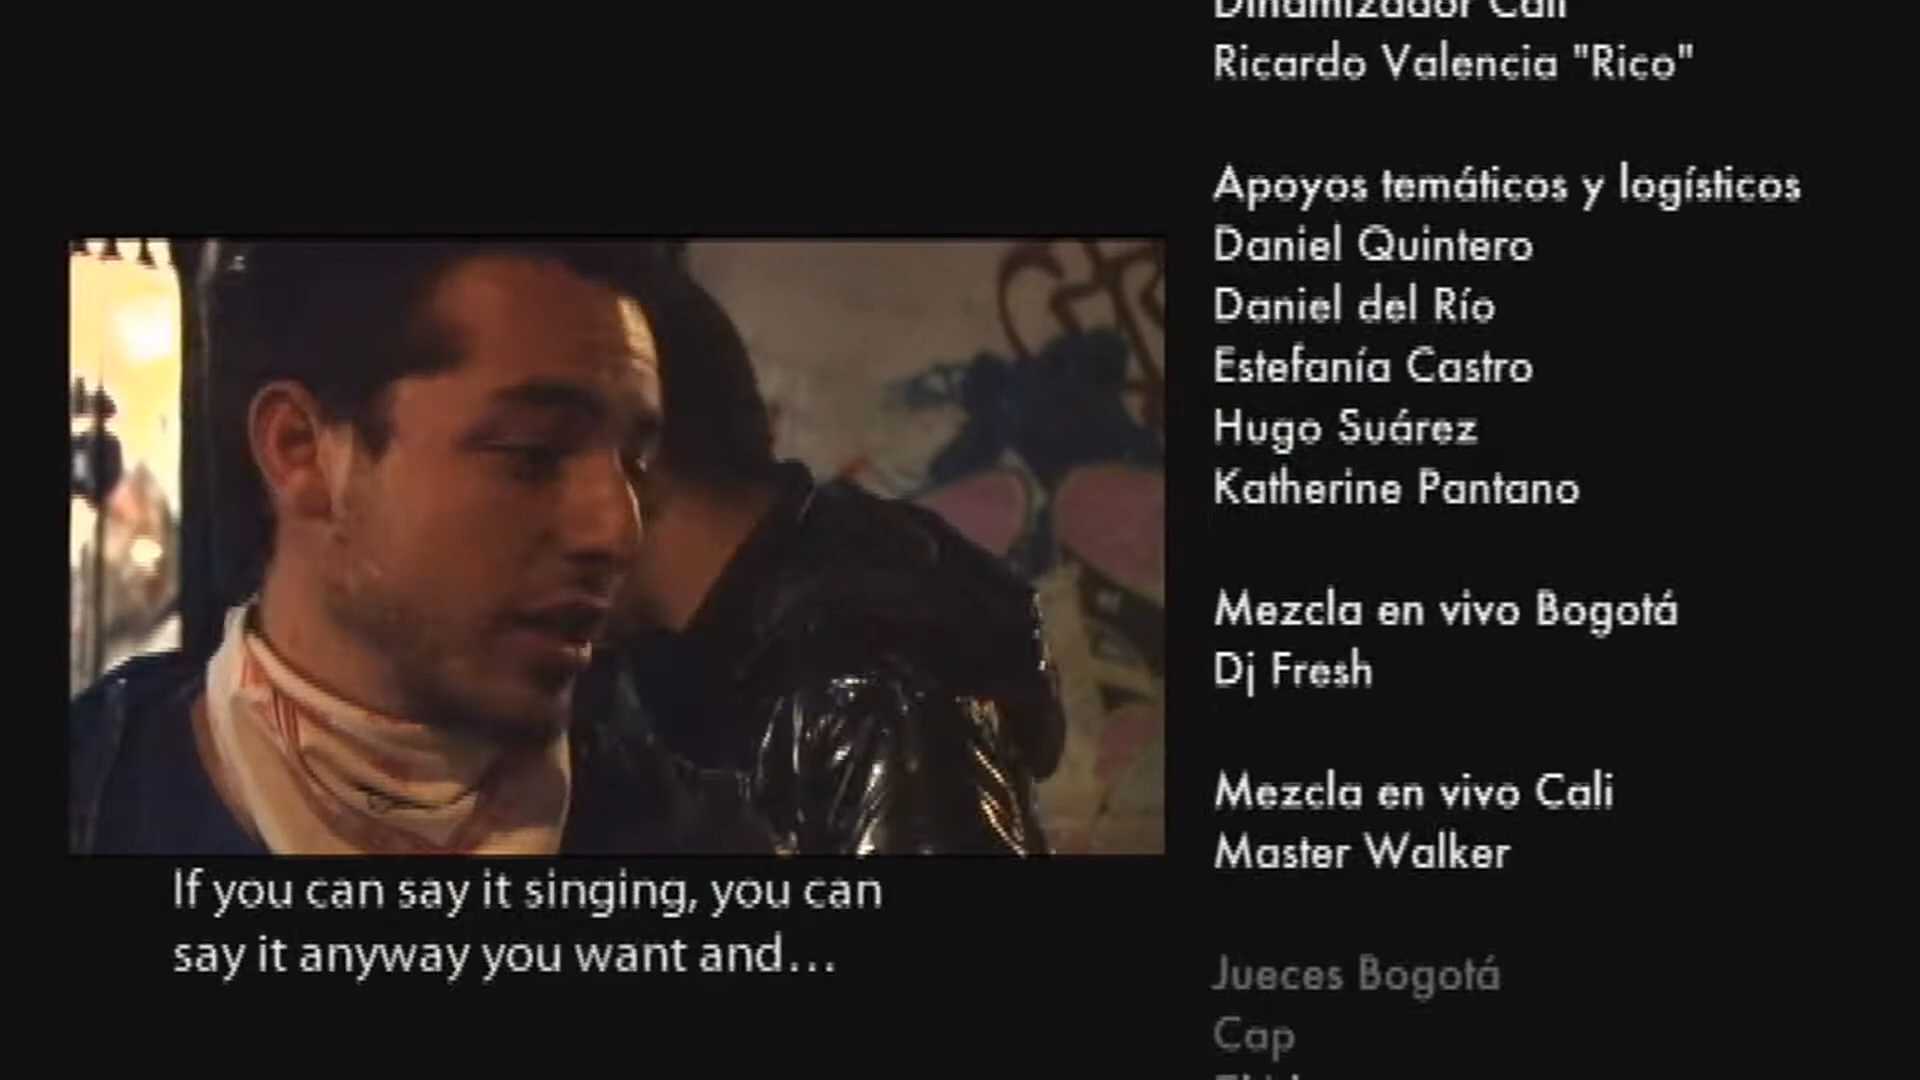 Dinamizador Cali
Ricardo Valencia "Rico"
Apoyos temáticos y logísticos
Daniel Quintero
Daniel del Río
Estefanía Castro
Hugo Suárez
Katherine Pantano
Mezcla en vivo Bogotá
Dj Fresh
Mezcla en vivo Cali
Master Walker
Jueces Bogotá
Cap
If you can say it singing, you can
say it anyway you want and...